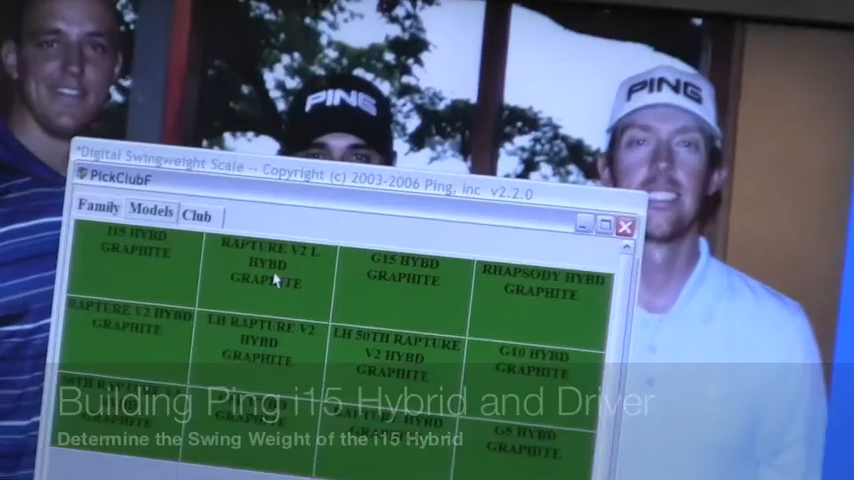 PING
PING
*Digital Swingweight Scale -- Copyright (c) 2003-2006 Ping, inc v2.2.0
PickClubF
Family Models Club
I15 HYBD
GRAPHITE
RAPTURE V2 L
HYBD
GRAPHITE
G15 HYBD
GRAPHITE
RHAPSODY HYBD
GRAPHITE
RAPTURE V2 HYBD
GRAPHITE
LH RAPTURE V2
HYBD
GRAPHITE
LH 50TH RAPTURE
V2 HYBD
GRAPHITE
G10 HYBD
GRAPHITE
50TH RAPTURE V2
GRAPHITE
G5 HYBD
GRAPHITE
Building Ping i15 Hybrid and Driver
Determine the Swing Weight of the i15 Hybrid